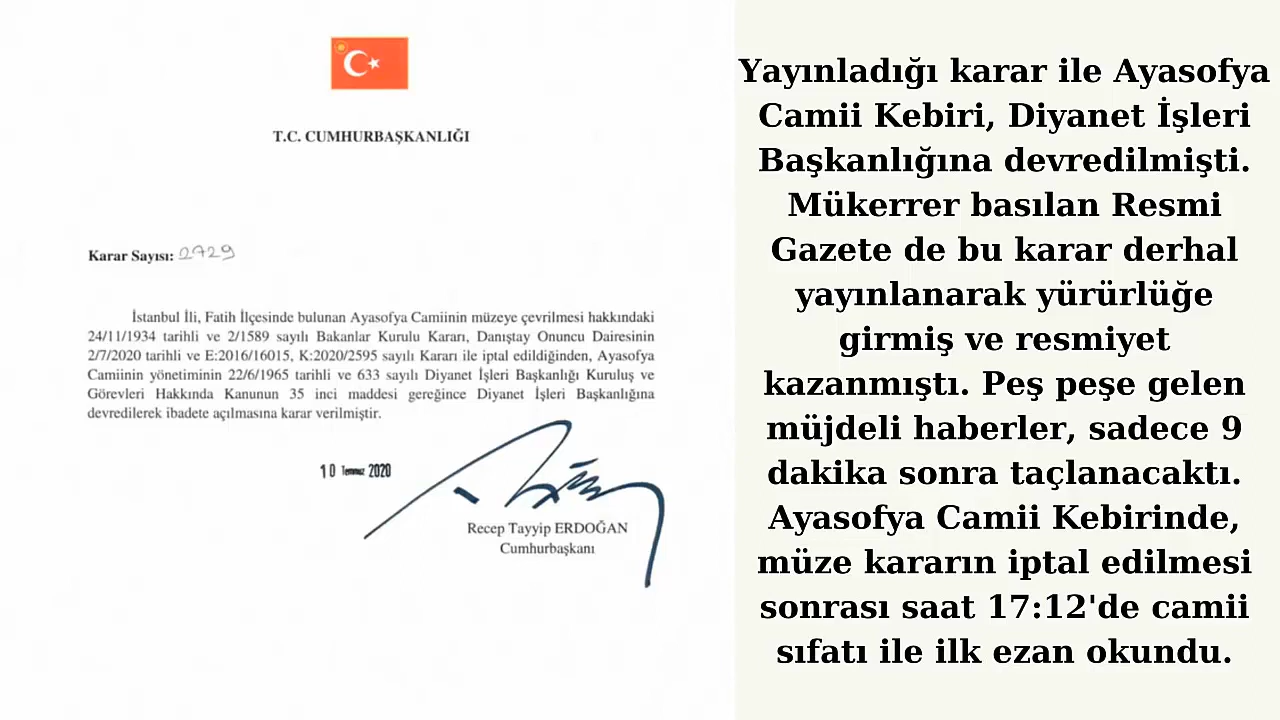 T.C. CUMHURBAŞKANLIĞI
Karar Sayısı: 2729
İstanbul İli, Fatih İlçesinde bulunan Ayasofya Camiinin müzeye çevrilmesi hakkındaki
24/11/1934 tarihli ve 2/1589 sayılı Bakanlar Kurulu Kararı, Danıştay Onuncu Dairesinin
2/7/2020 tarihli ve E:2016/16015, K:2020/2595 sayılı Kararı ile iptal edildiğinden, Ayasofya
Camiinin yönetiminin 22/6/1965 tarihli ve 633 sayılı Diyanet İşleri Başkanlığı Kuruluş ve
Görevleri Hakkında Kanunun 35 inci maddesi gereğince Diyanet İşleri Başkanlığına
devredilerek ibadete açılmasına karar verilmiştir.
10 Temmuz 2020
Recep Tayyip ERDOĞAN
Cumhurbaşkanı
Yayınladığı karar ile Ayasofya
Camii Kebiri, Diyanet İşleri
Başkanlığına devredilmişti.
Mükerrer basılan Resmi
Gazete de bu karar derhal
yayınlanarak yürürlüğe
girmiş ve resmiyet
kazanmıştı. Peş peşe gelen
müjdeli haberler, sadece 9
dakika sonra taçlanacaktı.
Ayasofya Camii Kebirinde,
müze kararın iptal edilmesi
sonrası saat 17:12'de camii
sıfatı ile ilk ezan okundu.